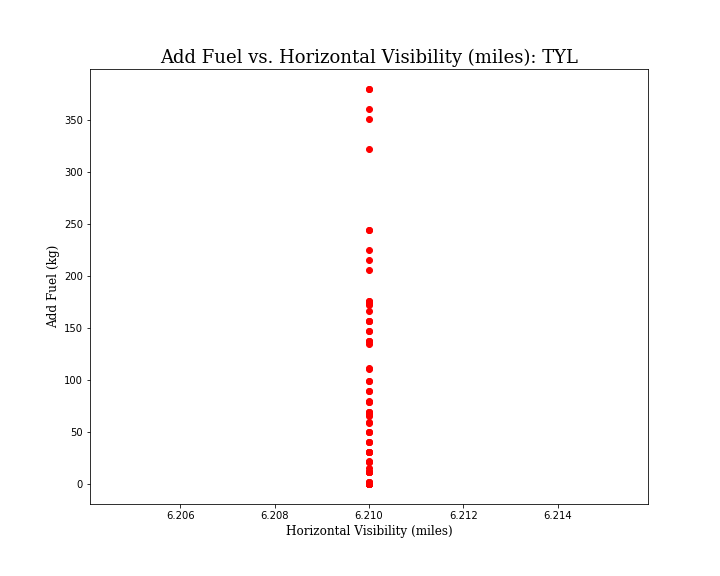 Add Fuel vs. Horizontal Visibility (miles): TYL
350
300
250
200
150
100
50
0
Add Fuel (kg)
6.206 6.208 6.210 6.212 6.214
Horizontal Visibility (miles)